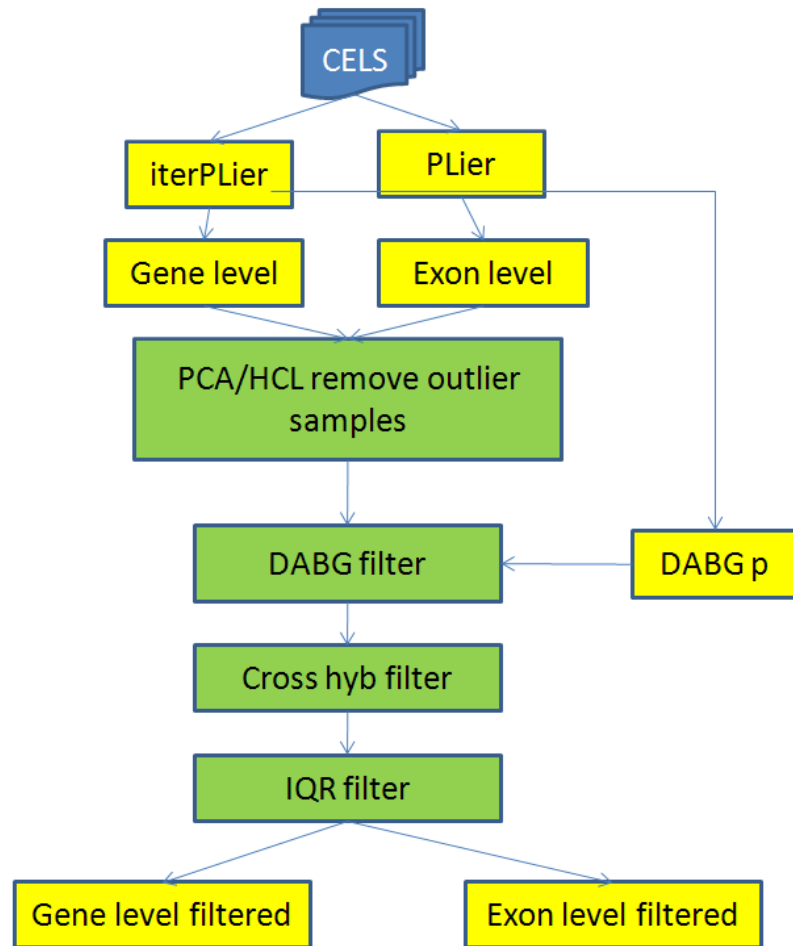 CELS
iterPLier
PLier
Gene level
Exon level
PCA/HCL remove outlier
samples
DABG filter
DABG p
Cross hyb filter
IQR filter
Gene level filtered
Exon level filtered